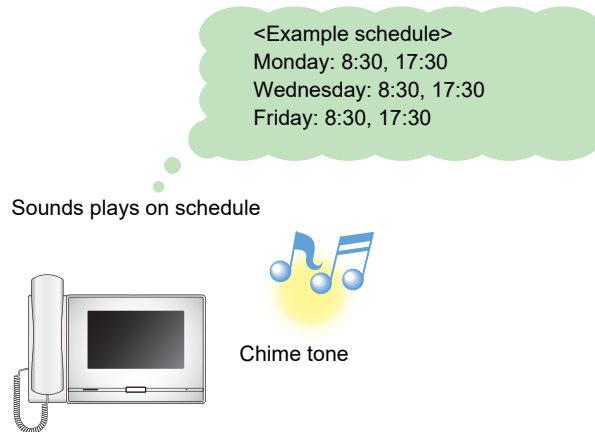 <Example schedule>
Monday: 8:30, 17:30
Wednesday: 8:30, 17:30
Friday: 8:30, 17:30
Sounds plays on schedule
Chime tone